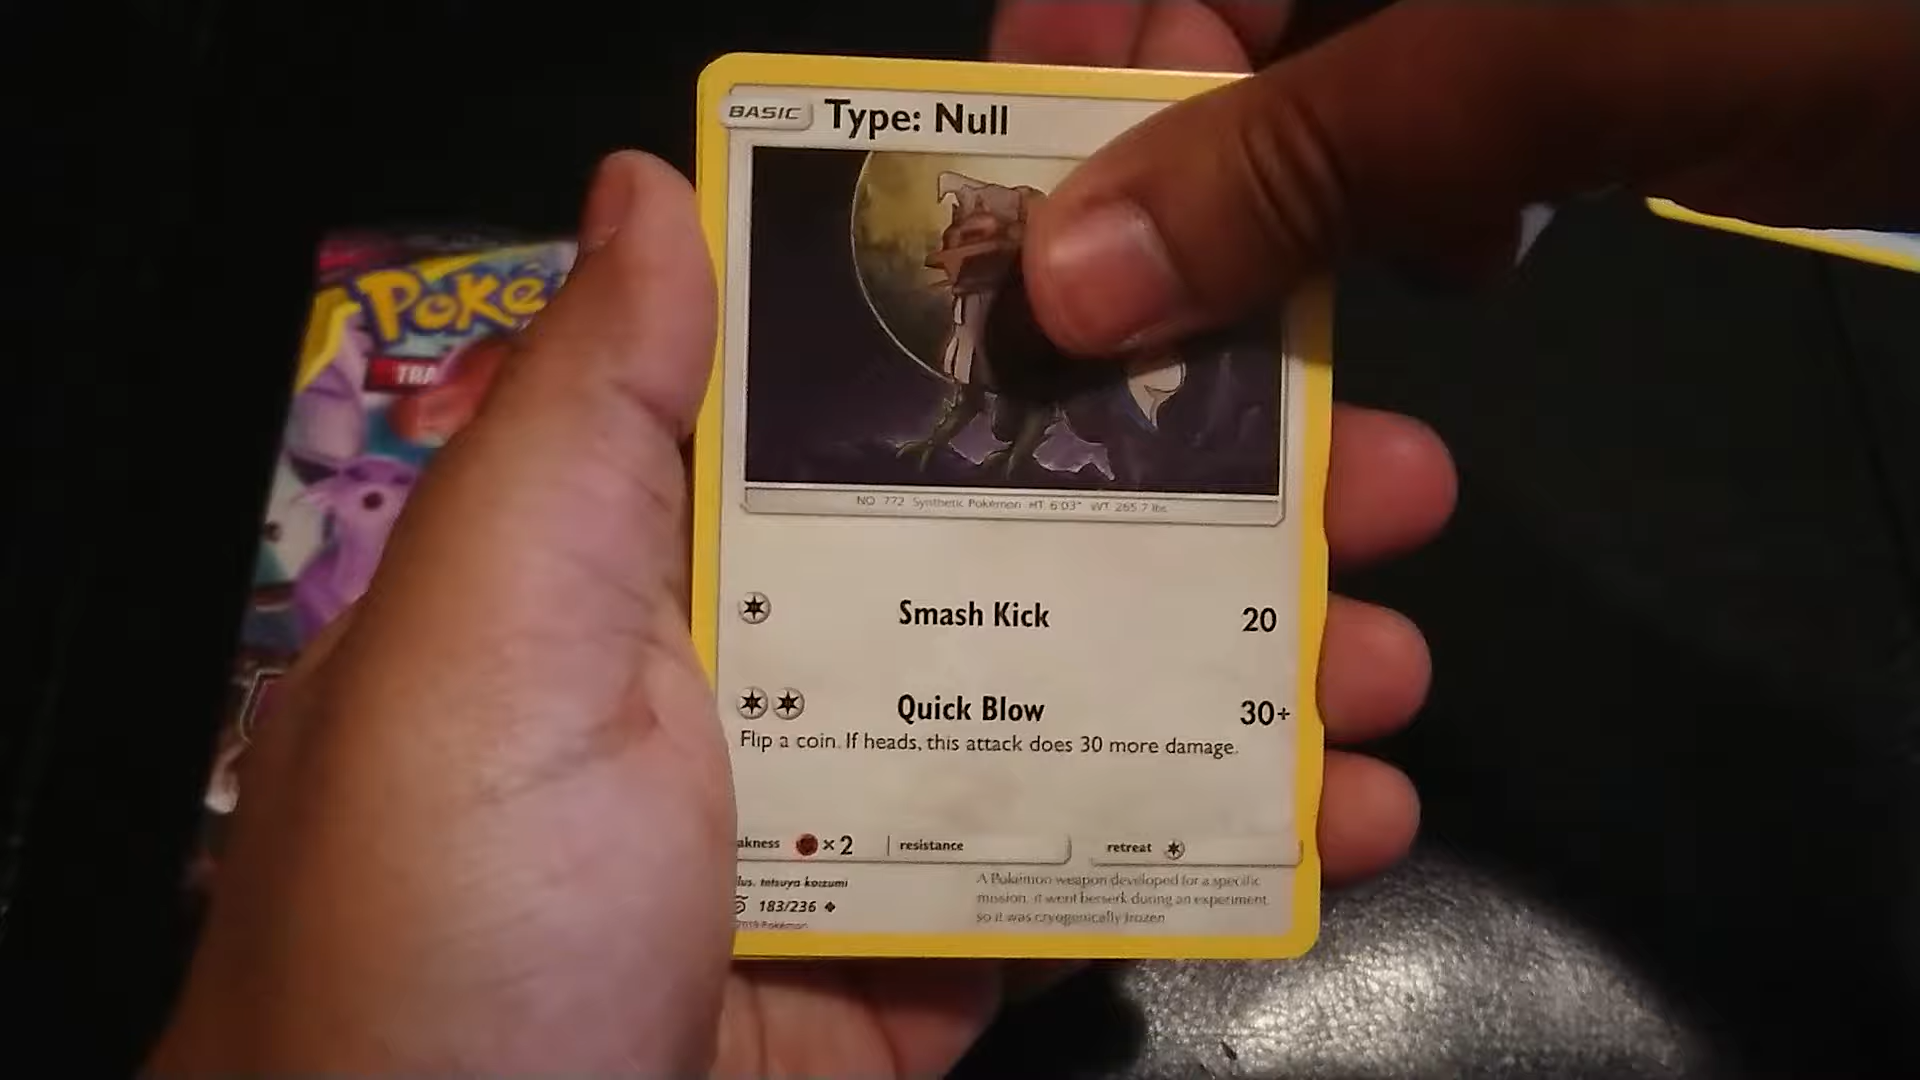 BASIC Type: Null
Poké
TRA
NO 772 Synthetic Pokémon HT 6'03" WT 265.7 lbs
Smash Kick 20
Quick Blow 30+
Flip a coin. If heads, this attack does 30 more damage.
akness ×2 resistance retreat
lus. tetsuya koizumi
183/236
2019 Pokémon
A Pokémon weapon developed for a specific
mission, it went berserk during an experiment,
so it was cryogenically frozen.